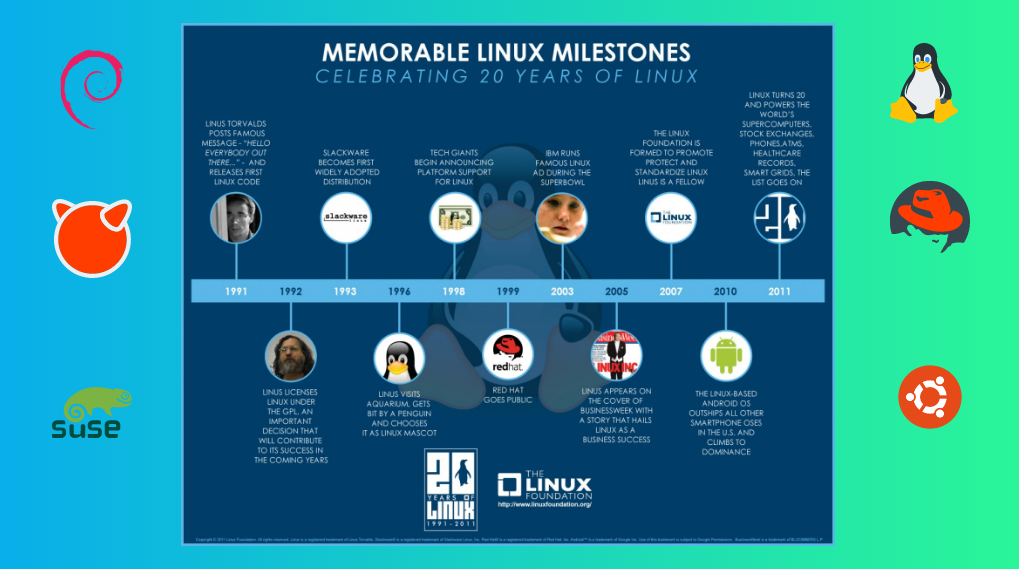 MEMORABLE LINUX MILESTONES
CELEBRATING 20 YEARS OF LINUX
LINUS TORVALDS
POSTS FAMOUS
MESSAGE - "HELLO
EVERYBODY OUT
THERE..." - AND
RELEASES FIRST
LINUX CODE
SLACKWARE
BECOMES FIRST
WIDELY ADOPTED
DISTRIBUTION
slackware
linux
TECH GIANTS
BEGIN ANNOUNCING
PLATFORM SUPPORT
FOR LINUX
IBM RUNS
FAMOUS LINUX
AD DURING THE
SUPERBOWL
THE LINUX
FOUNDATION IS
FORMED TO PROMOTE
PROTECT AND
STANDARDIZE LINUX
LINUS IS A FELLOW
THE
LINUX
FOUNDATION
LINUX TURNS 20
AND POWERS THE
WORLD'S
SUPERCOMPUTERS,
STOCK EXCHANGES,
PHONES,ATMS,
HEALTHCARE
RECORDS,
SMART GRIDS, THE
LIST GOES ON
1991 1992 1993 1996 1998 1999 2003 2005 2007 2010 2011
LINUS LICENSES
LINUX UNDER
THE GPL, AN
IMPORTANT
DECISION THAT
WILL CONTRIBUTE
TO ITS SUCCESS IN
THE COMING YEARS
LINUS VISITS
AQUARIUM, GETS
BIT BY A PENGUIN
AND CHOOSES
IT AS LINUX MASCOT
redhat.
RED HAT
GOES PUBLIC
LINUX INC
LINUS APPEARS ON
THE COVER OF
BUSINESSWEEK WITH
A STORY THAT HAILS
LINUX AS A
BUSINESS SUCCESS
THE LINUX-BASED
ANDROID OS
OUTSHIPS ALL OTHER
SMARTPHONE OSES
IN THE U.S. AND
CLIMBS TO
DOMINANCE
suse
20
YEARS OF
LINUX
1991-2011
THE
LINUX
FOUNDATION
http://www.linuxfoundation.org/